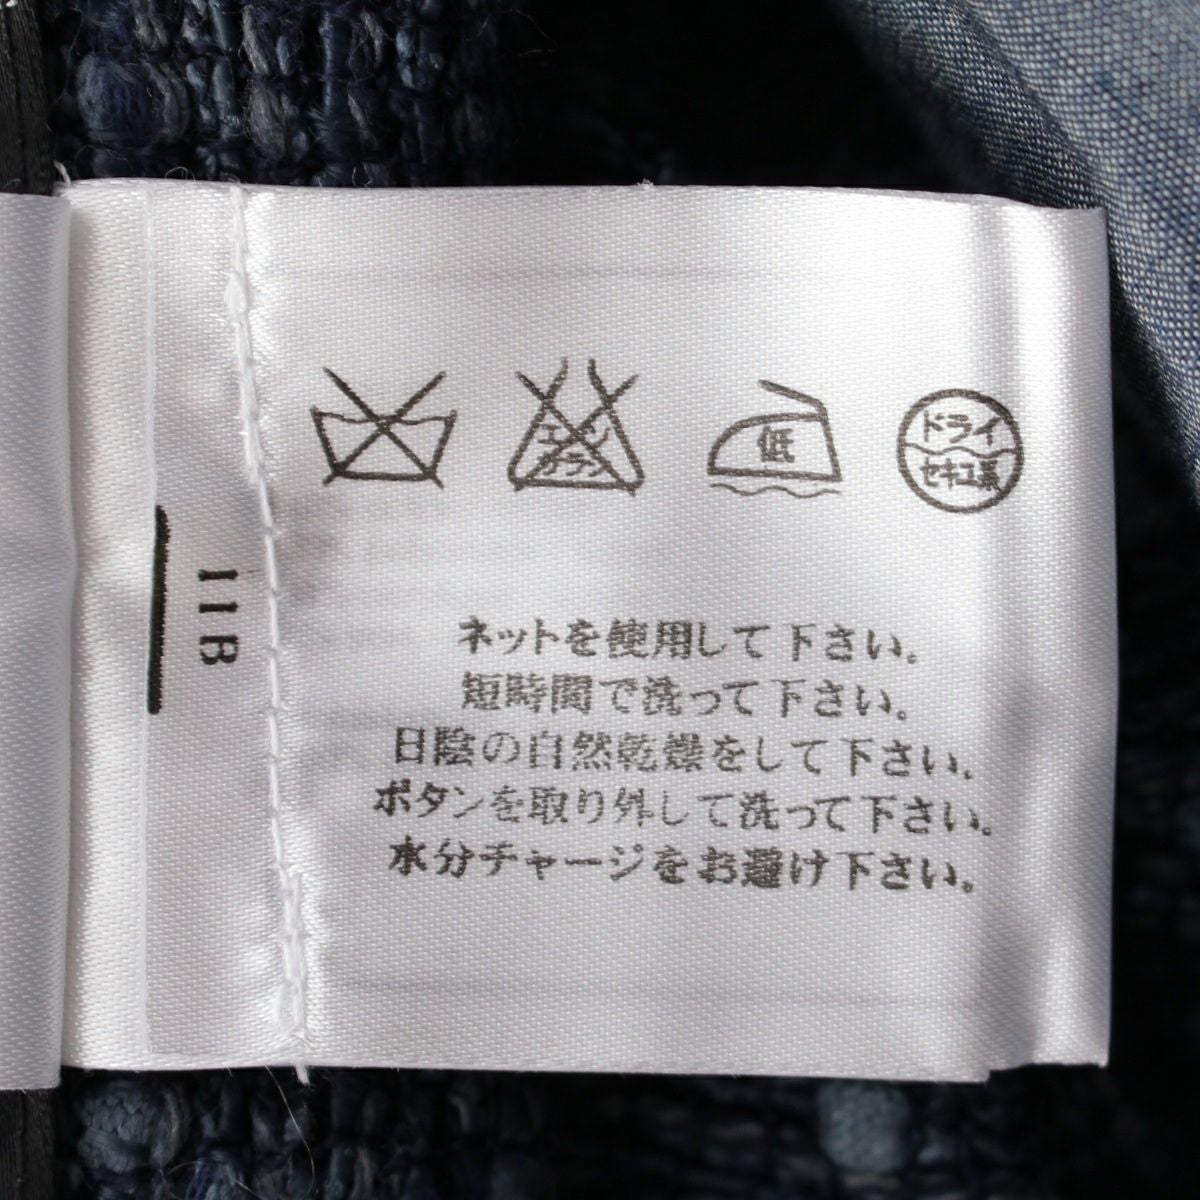 エンソ
サラシ
低
ドライ
セキユ系
11B
ネットを使用して下さい。
短時間で洗って下さい。
日陰の自然乾燥をして下さい。
ボタンを取り外して洗って下さい。
水分チャージをお避け下さい。